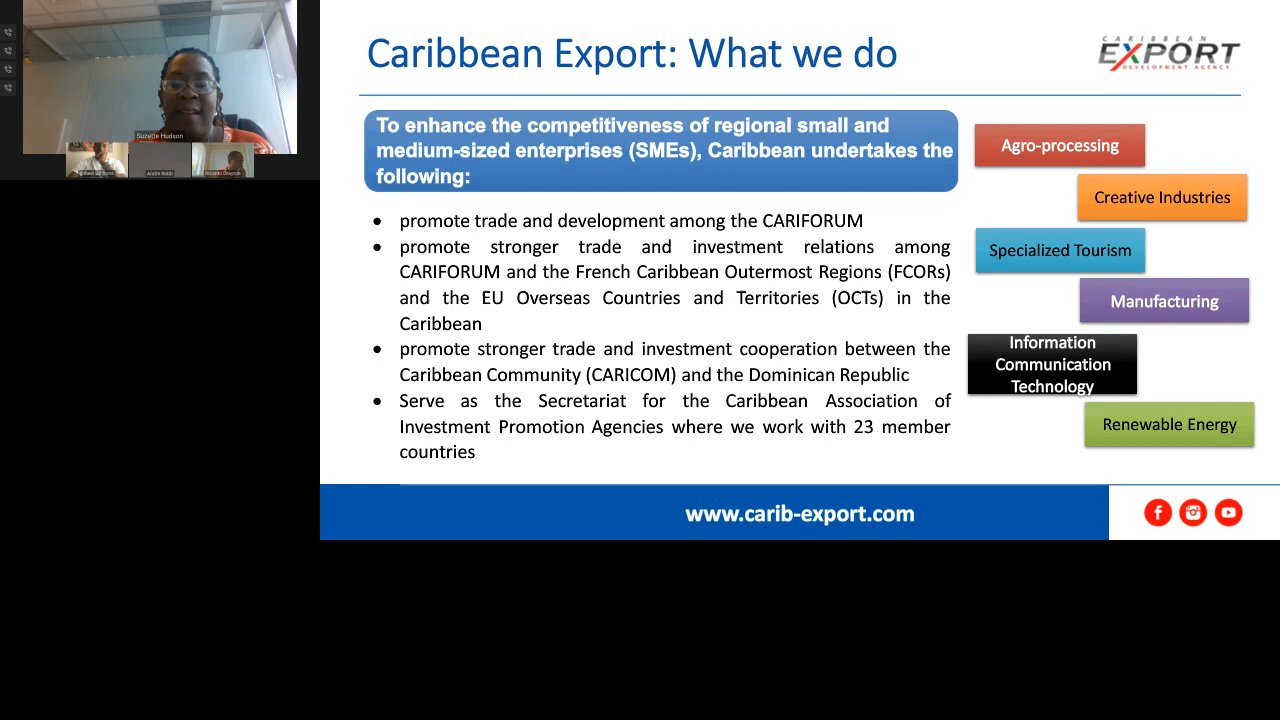 Suzette Hudson
Andre Robb
Ricardo Drayton
Caribbean Export: What we do
CARIBBEAN
EXPORT
DEVELOPMENT AGENCY
To enhance the competitiveness of regional small and
medium-sized enterprises (SMEs), Caribbean undertakes the
following:
• promote trade and development among the CARIFORUM
• promote stronger trade and investment relations among
CARIFORUM and the French Caribbean Outermost Regions (FCORs)
and the EU Overseas Countries and Territories (OCTs) in the
Caribbean
• promote stronger trade and investment cooperation between the
Caribbean Community (CARICOM) and the Dominican Republic
• Serve as the Secretariat for the Caribbean Association of
Investment Promotion Agencies where we work with 23 member
countries
Agro-processing
Creative Industries
Specialized Tourism
Manufacturing
Information
Communication
Technology
Renewable Energy
www.carib-export.com